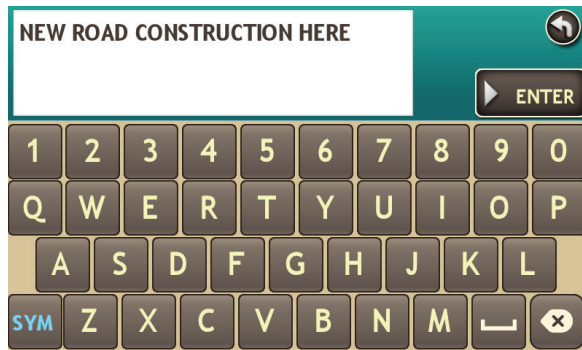 NEW ROAD CONSTRUCTION HERE
ENTER
1 2 3 4 5 6 7 8 9 0
Q W E R T Y U I O P
A S D F G H J K L
SYM Z X C V B N M